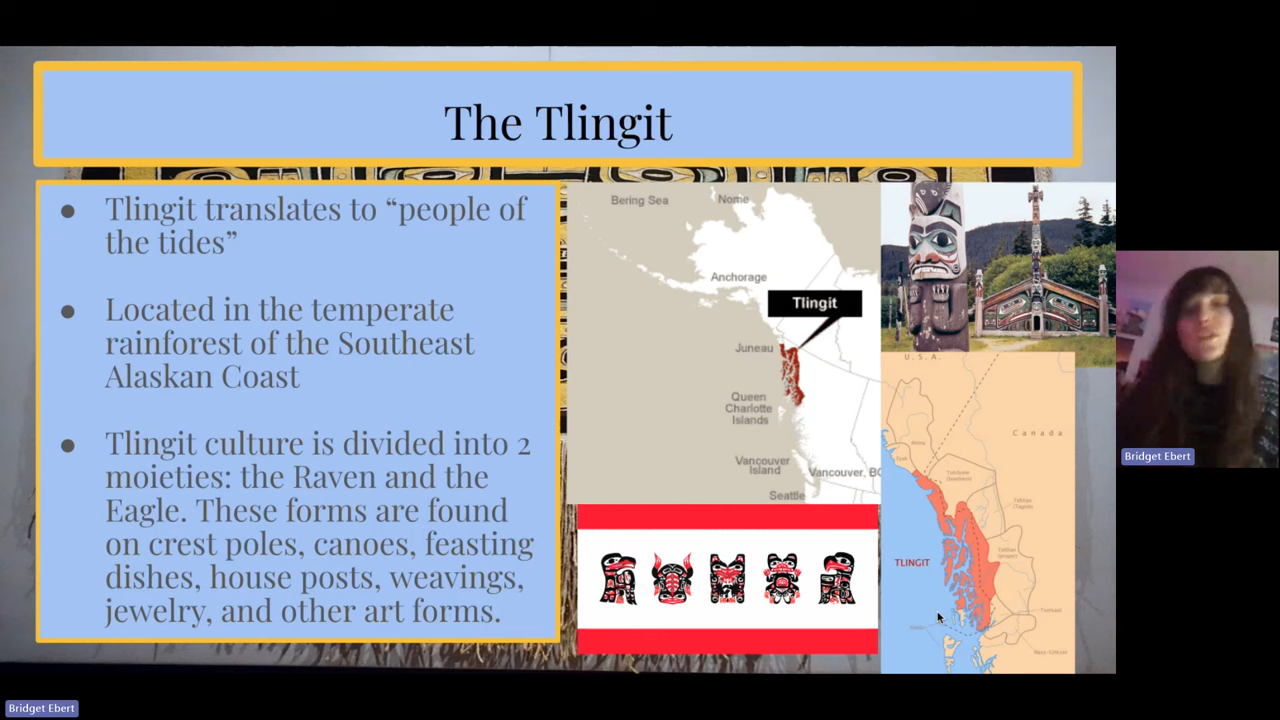 The Tlingit
● Tlingit translates to “people of
the tides”
● Located in the temperate
rainforest of the Southeast
Alaskan Coast
● Tlingit culture is divided into 2
moieties: the Raven and the
Eagle. These forms are found
on crest poles, canoes, feasting
dishes, house posts, weavings,
jewelry, and other art forms.
Bering Sea
Nome
Anchorage
Tlingit
Juneau
Queen
Charlotte
Islands
Vancouver
Island
Vancouver, BC
Seattle
U.S.A.
Canada
TLINGIT
Bridget Ebert
Bridget Ebert